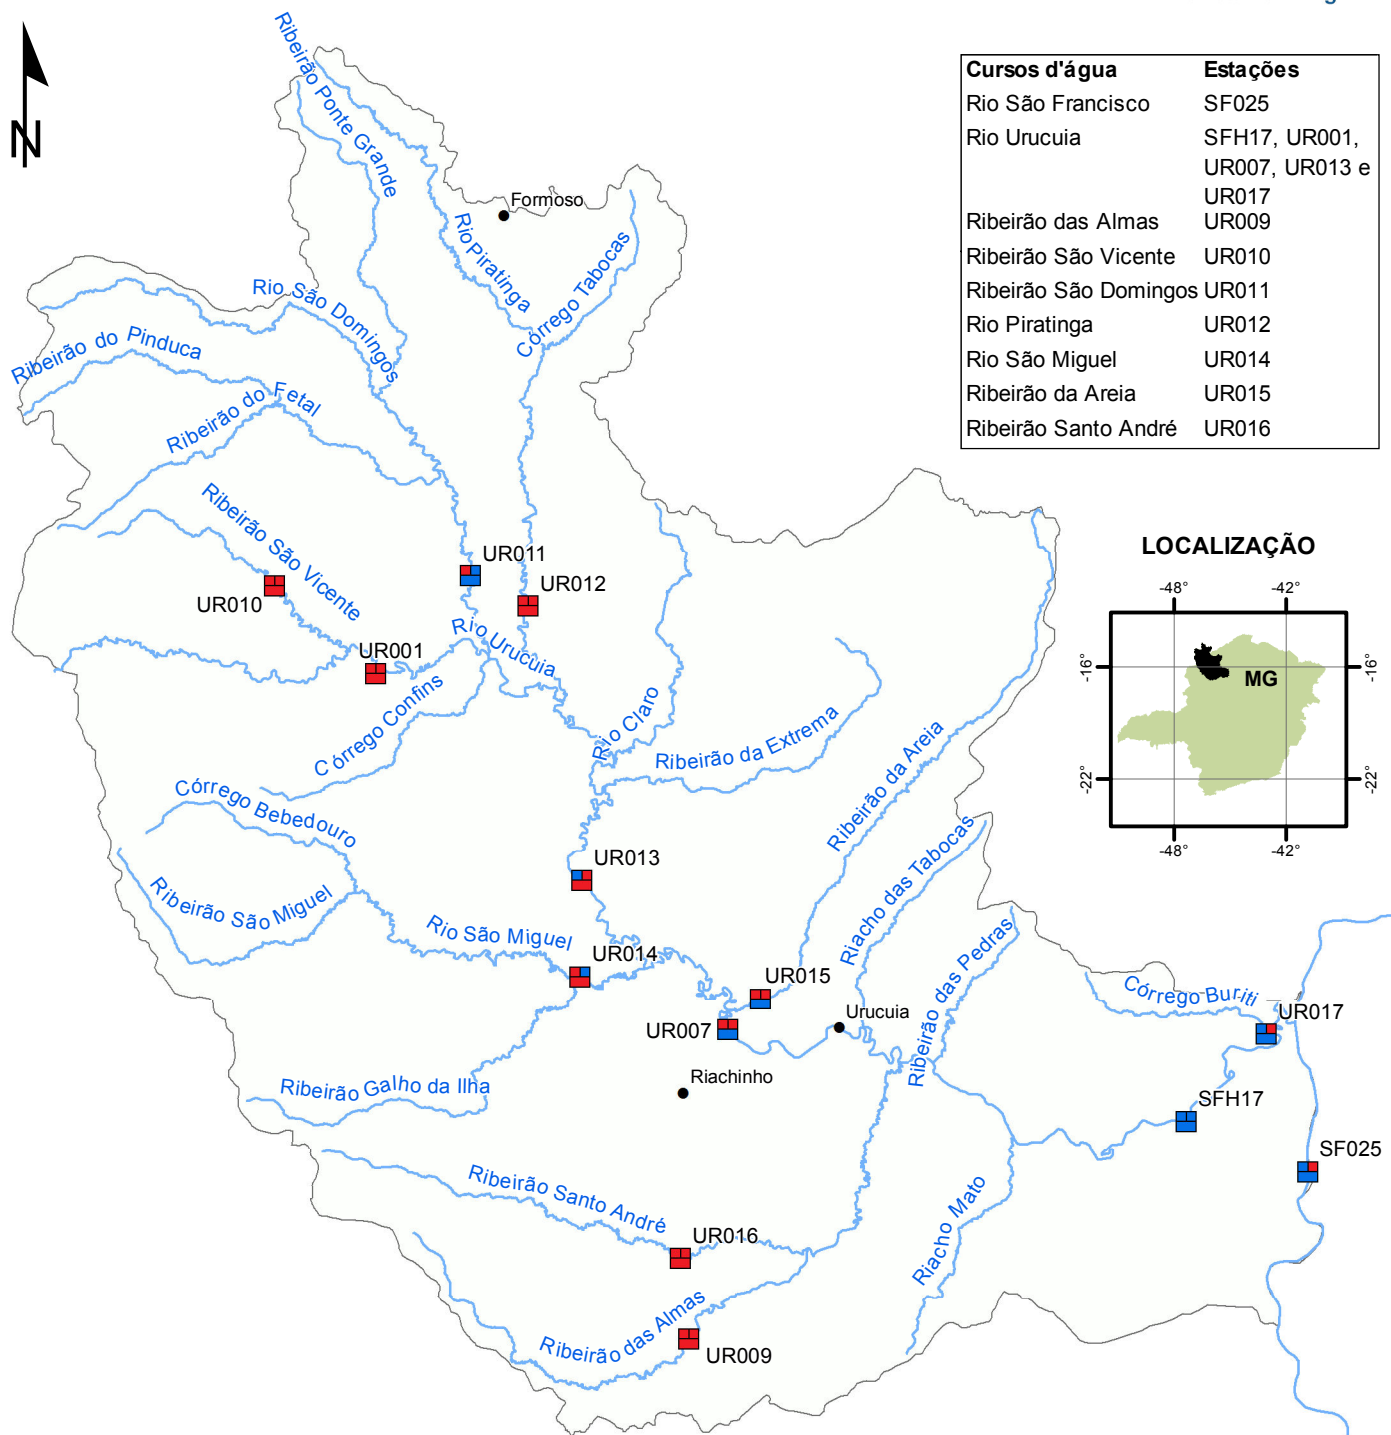 N
Cursos d'água Estações
Rio São Francisco SF025
Rio Urucuia SFH17, UR001,
UR007, UR013 e
UR017
Ribeirão das Almas UR009
Ribeirão São Vicente UR010
Ribeirão São Domingos UR011
Rio Piratinga UR012
Rio São Miguel UR014
Ribeirão da Areia UR015
Ribeirão Santo André UR016
Ribeirão Ponte Grande
Formoso
Rio Piratinga
Córrego Tabocas
Rio São Domingos
Ribeirão do Pinduca
Ribeirão do Fetal
Ribeirão São Vicente
UR011
UR012
UR010
Rio Urucuia
UR001
Córrego Confins
Rio Claro
Ribeirão da Extrema
Ribeirão da Areia
Córrego Bebedouro
Ribeirão São Miguel
Rio São Miguel
UR013
UR014
Riacho das Tabocas
Ribeirão das Pedras
UR015
UR007
Urucuia
Riachinho
Ribeirão Galho da Ilha
Córrego Buriti
UR017
SFH17
SF025
Ribeirão Santo André
UR016
Riacho Mato
Ribeirão das Almas
UR009
LOCALIZAÇÃO
-48° -42°
-16° -16°
MG
-22° -22°
-48° -42°